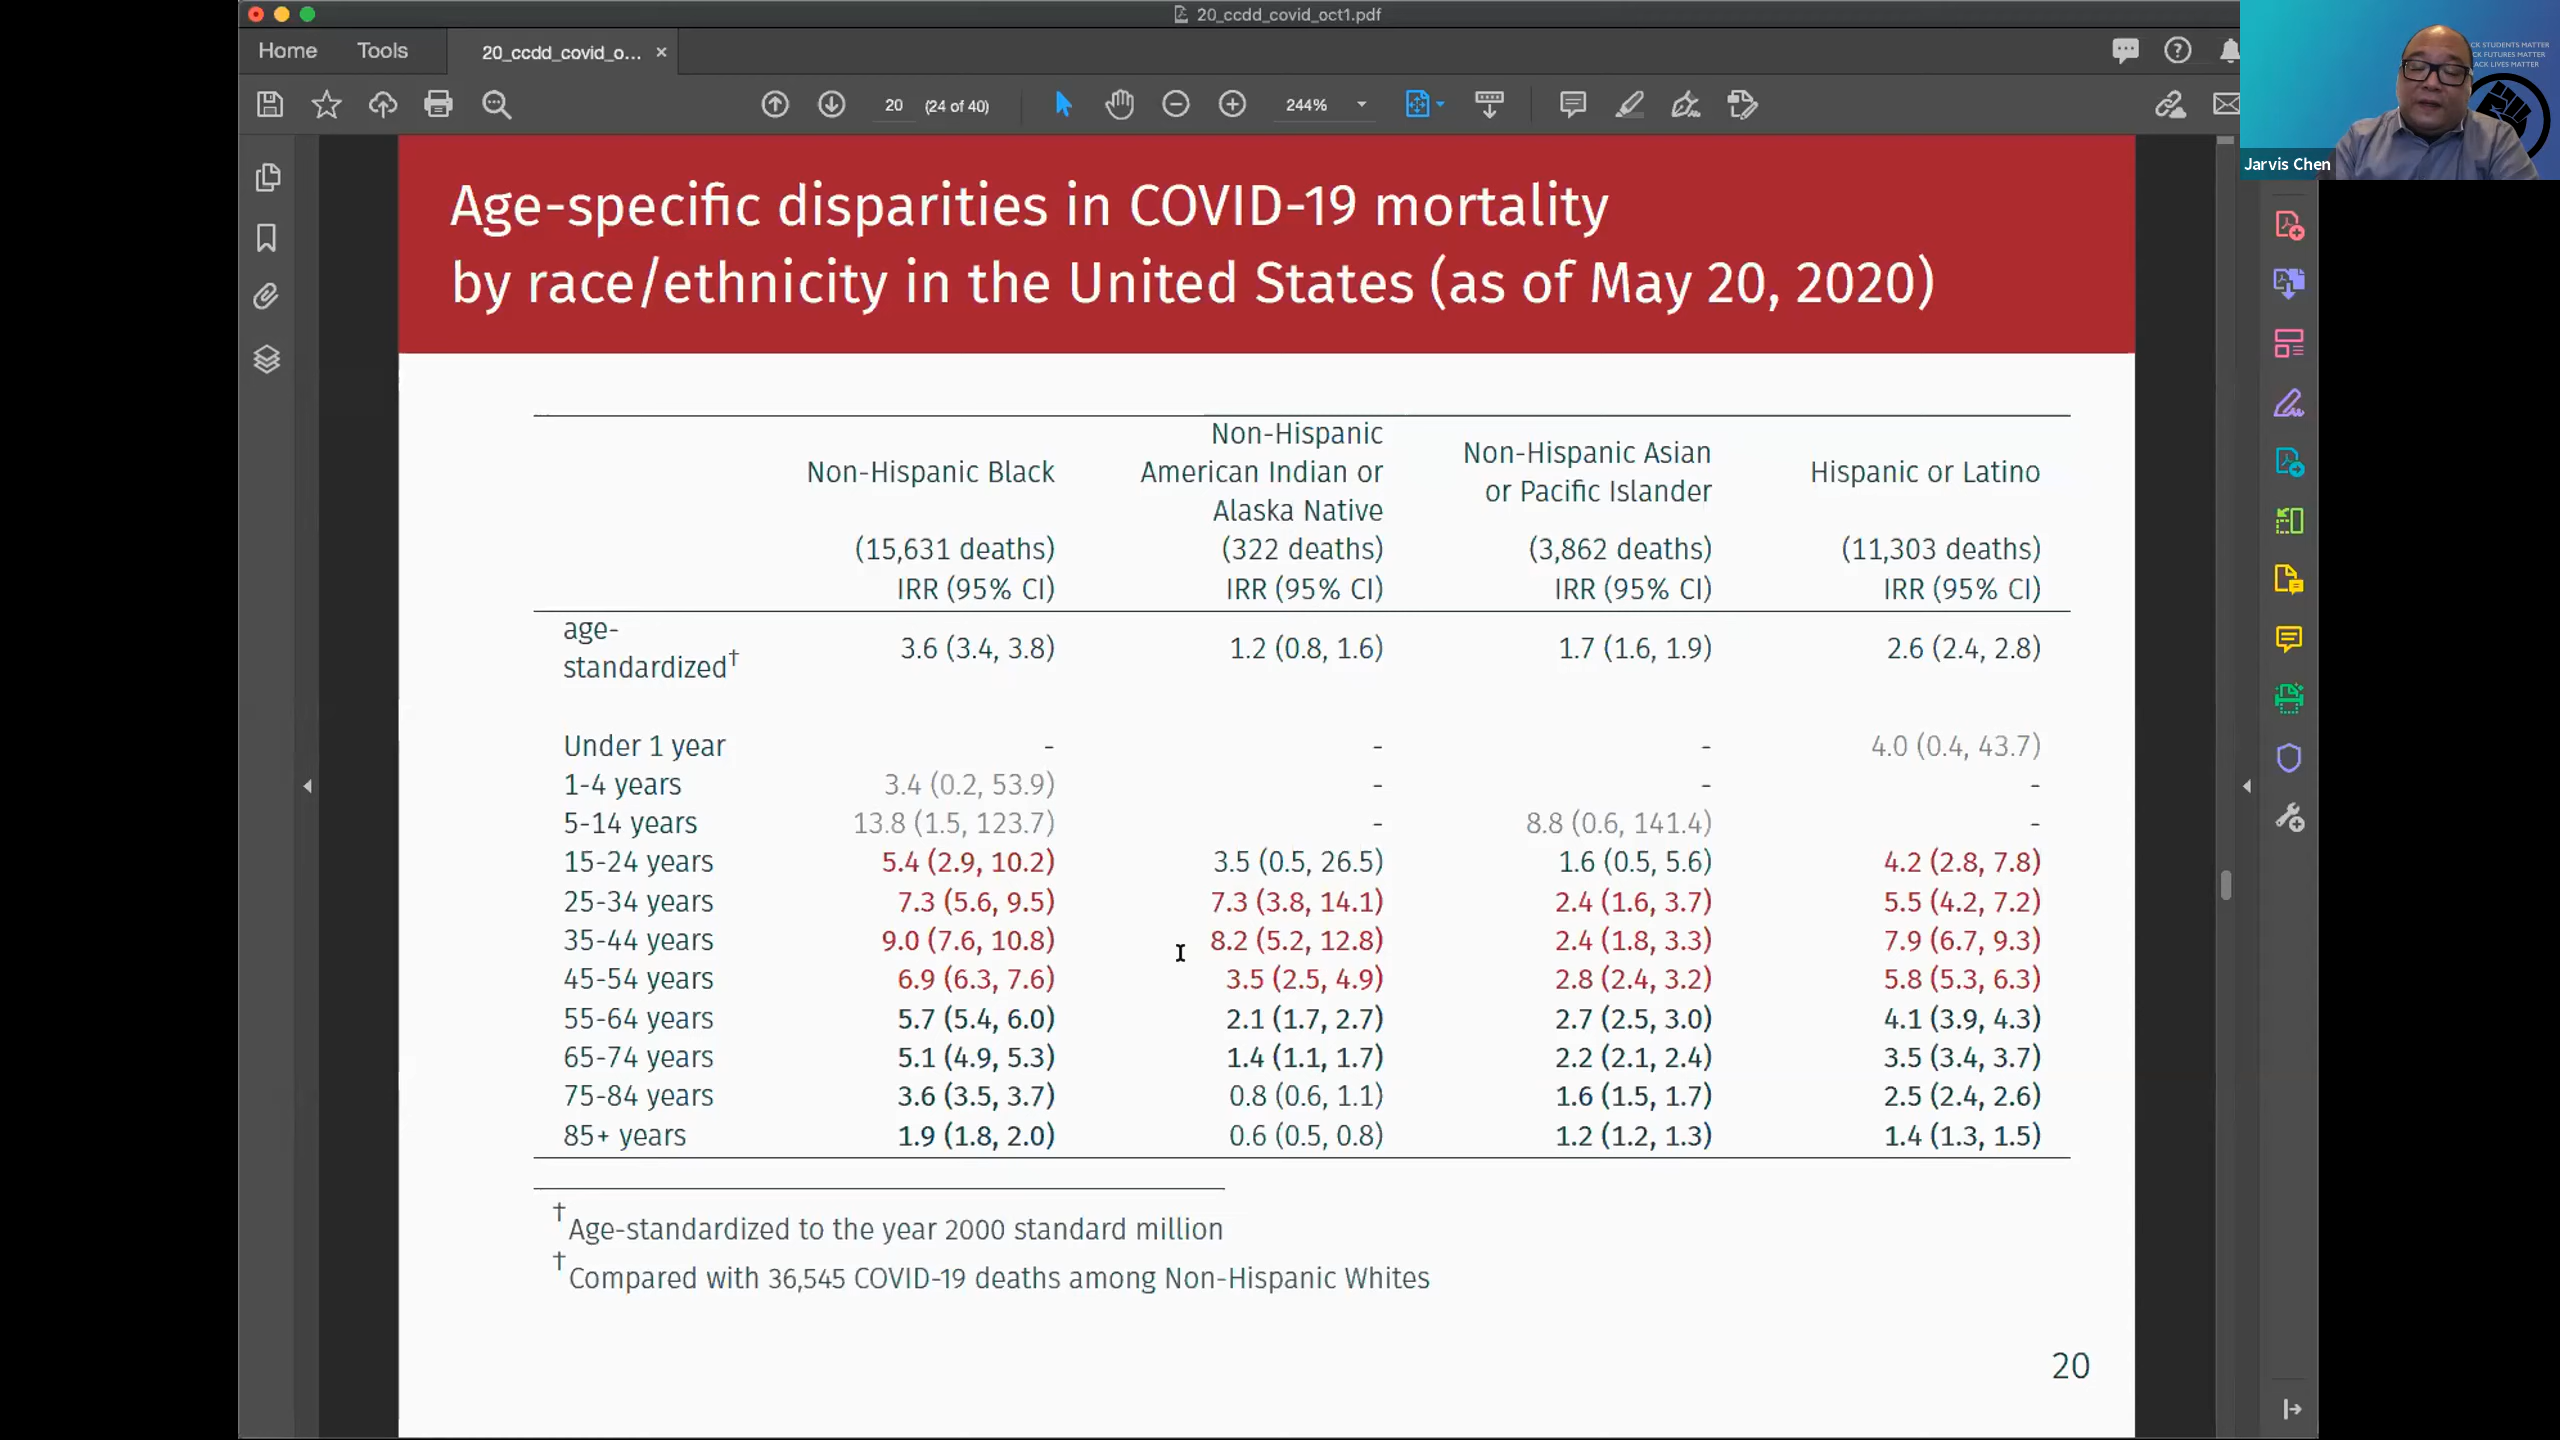 20_ccdd_covid_oct1.pdf
Home Tools 20_ccdd_covid_o... ×
20 (24 of 40) 244%
CK STUDENTS MATTER
CK FUTURES MATTER
ACK LIVES MATTER
Jarvis Chen
Age-specific disparities in COVID-19 mortality
by race/ethnicity in the United States (as of May 20, 2020)
Non-Hispanic Black
Non-Hispanic
American Indian or
Alaska Native
Non-Hispanic Asian
or Pacific Islander
Hispanic or Latino
(15,631 deaths) (322 deaths) (3,862 deaths) (11,303 deaths)
IRR (95% CI) IRR (95% CI) IRR (95% CI) IRR (95% CI)
age-
standardized† 3.6 (3.4, 3.8) 1.2 (0.8, 1.6) 1.7 (1.6, 1.9) 2.6 (2.4, 2.8)
Under 1 year - - - 4.0 (0.4, 43.7)
1-4 years 3.4 (0.2, 53.9) - - -
5-14 years 13.8 (1.5, 123.7) - 8.8 (0.6, 141.4) -
15-24 years 5.4 (2.9, 10.2) 3.5 (0.5, 26.5) 1.6 (0.5, 5.6) 4.2 (2.8, 7.8)
25-34 years 7.3 (5.6, 9.5) 7.3 (3.8, 14.1) 2.4 (1.6, 3.7) 5.5 (4.2, 7.2)
35-44 years 9.0 (7.6, 10.8) 8.2 (5.2, 12.8) 2.4 (1.8, 3.3) 7.9 (6.7, 9.3)
45-54 years 6.9 (6.3, 7.6) 3.5 (2.5, 4.9) 2.8 (2.4, 3.2) 5.8 (5.3, 6.3)
55-64 years 5.7 (5.4, 6.0) 2.1 (1.7, 2.7) 2.7 (2.5, 3.0) 4.1 (3.9, 4.3)
65-74 years 5.1 (4.9, 5.3) 1.4 (1.1, 1.7) 2.2 (2.1, 2.4) 3.5 (3.4, 3.7)
75-84 years 3.6 (3.5, 3.7) 0.8 (0.6, 1.1) 1.6 (1.5, 1.7) 2.5 (2.4, 2.6)
85+ years 1.9 (1.8, 2.0) 0.6 (0.5, 0.8) 1.2 (1.2, 1.3) 1.4 (1.3, 1.5)
†Age-standardized to the year 2000 standard million
†Compared with 36,545 COVID-19 deaths among Non-Hispanic Whites
20